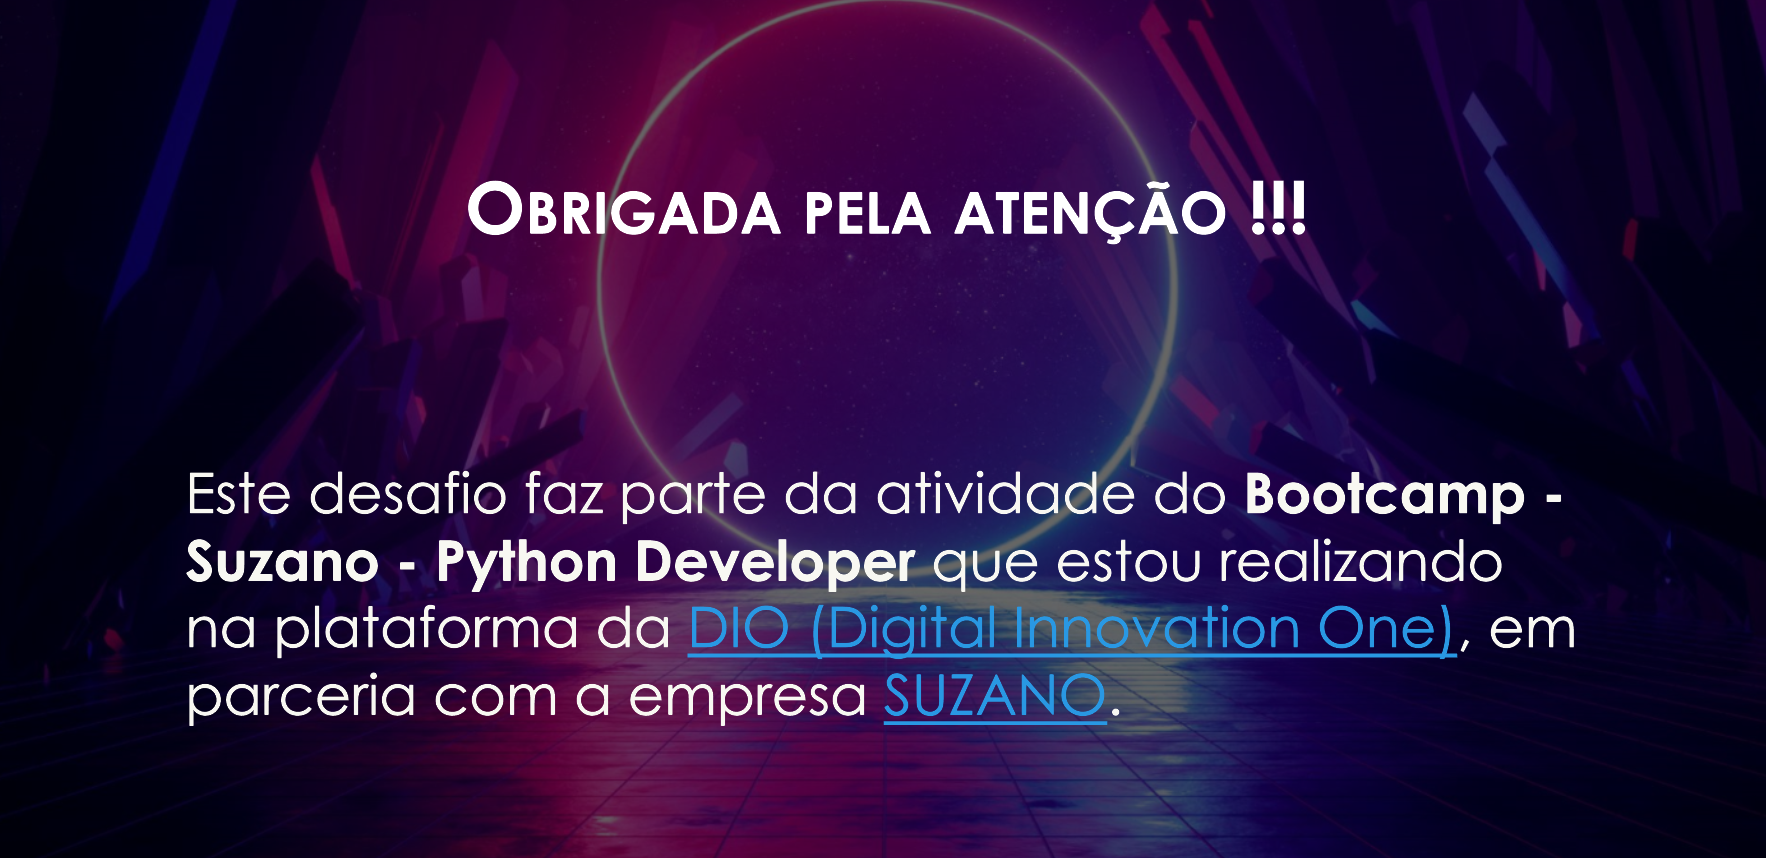 OBRIGADA PELA ATENÇÃO !!!
Este desafio faz parte da atividade do Bootcamp -
Suzano - Python Developer que estou realizando
na plataforma da DIO (Digital Innovation One), em
parceria com a empresa SUZANO.